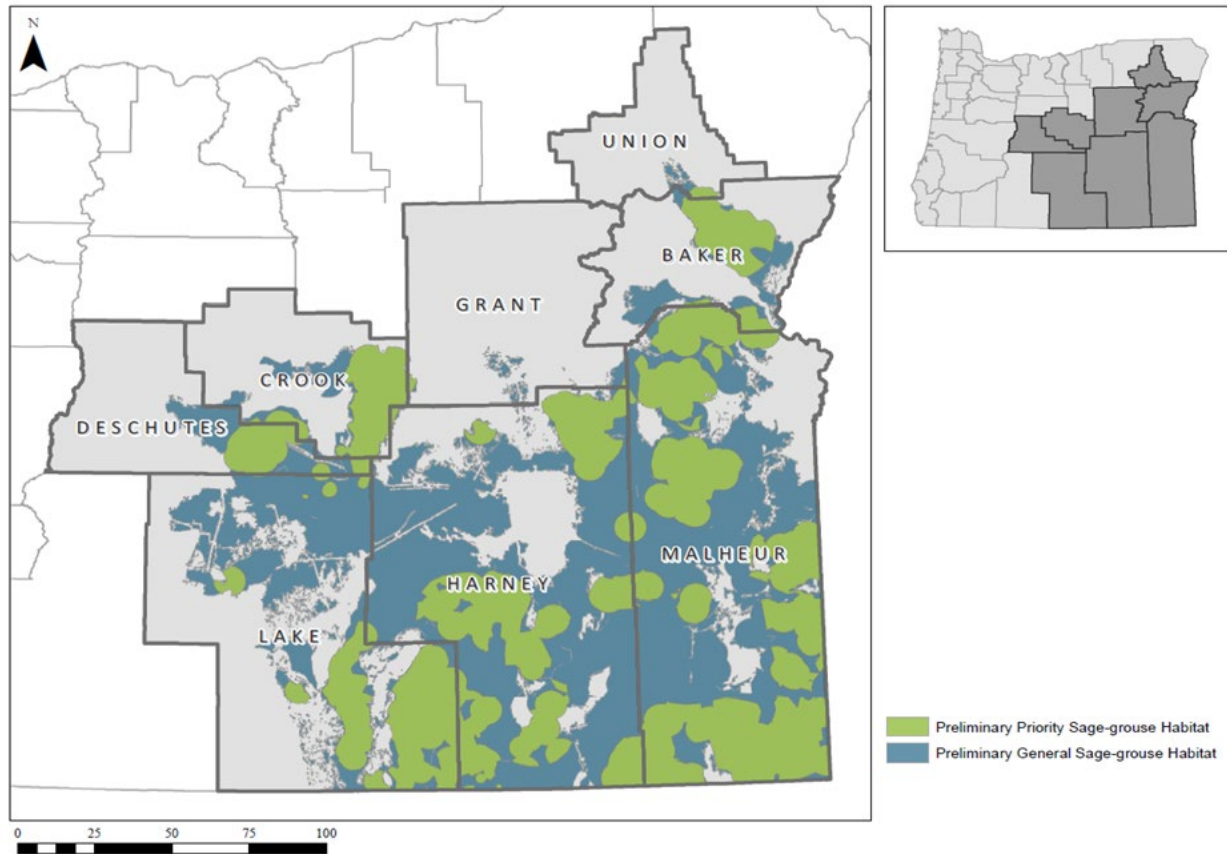 N
UNION
BAKER
GRANT
CROOK
DESCHUTES
MALHEUR
HARNEY
LAKE
Preliminary Priority Sage-grouse Habitat
Preliminary General Sage-grouse Habitat
0 25 50 75 100